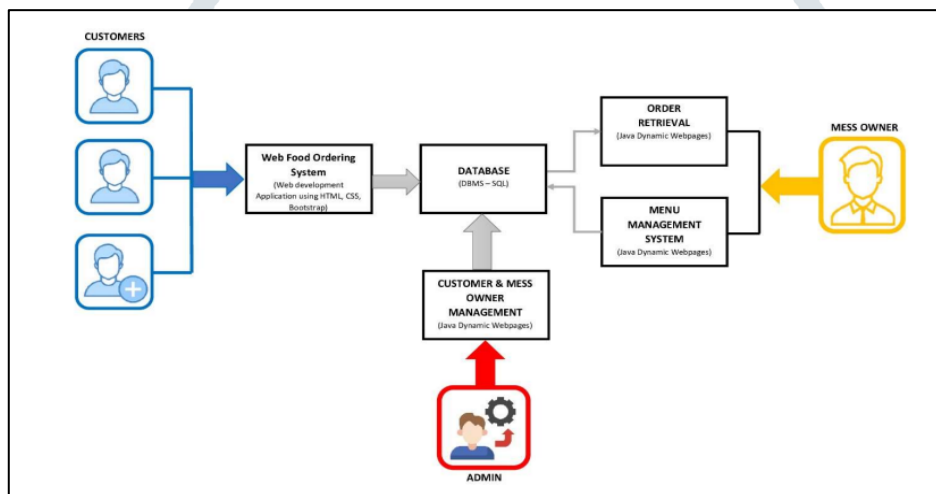 CUSTOMERS
Web Food Ordering
System
(Web development
Application using HTML, CSS,
Bootstrap)
DATABASE
(DBMS – SQL)
ORDER
RETRIEVAL
(Java Dynamic Webpages)
MENU
MANAGEMENT
SYSTEM
(Java Dynamic Webpages)
MESS OWNER
CUSTOMER & MESS
OWNER
MANAGEMENT
(Java Dynamic Webpages)
ADMIN